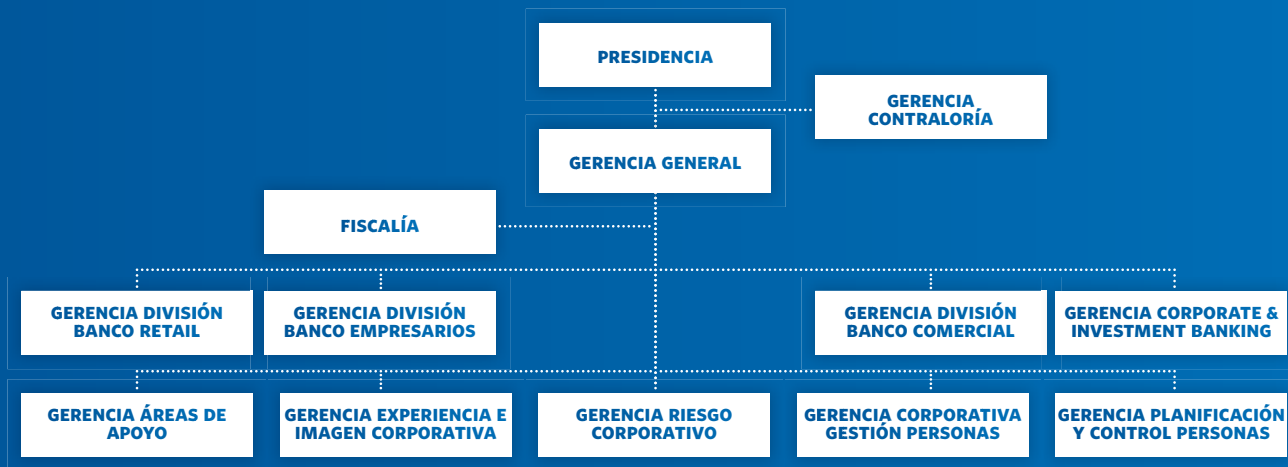 PRESIDENCIA
GERENCIA
CONTRALORÍA
GERENCIA GENERAL
FISCALÍA
GERENCIA DIVISIÓN
BANCO RETAIL
GERENCIA DIVISIÓN
BANCO EMPRESARIOS
GERENCIA DIVISIÓN
BANCO COMERCIAL
GERENCIA CORPORATE &
INVESTMENT BANKING
GERENCIA ÁREAS DE
APOYO
GERENCIA EXPERIENCIA E
IMAGEN CORPORATIVA
GERENCIA RIESGO
CORPORATIVO
GERENCIA CORPORATIVA
GESTIÓN PERSONAS
GERENCIA PLANIFICACIÓN
Y CONTROL PERSONAS